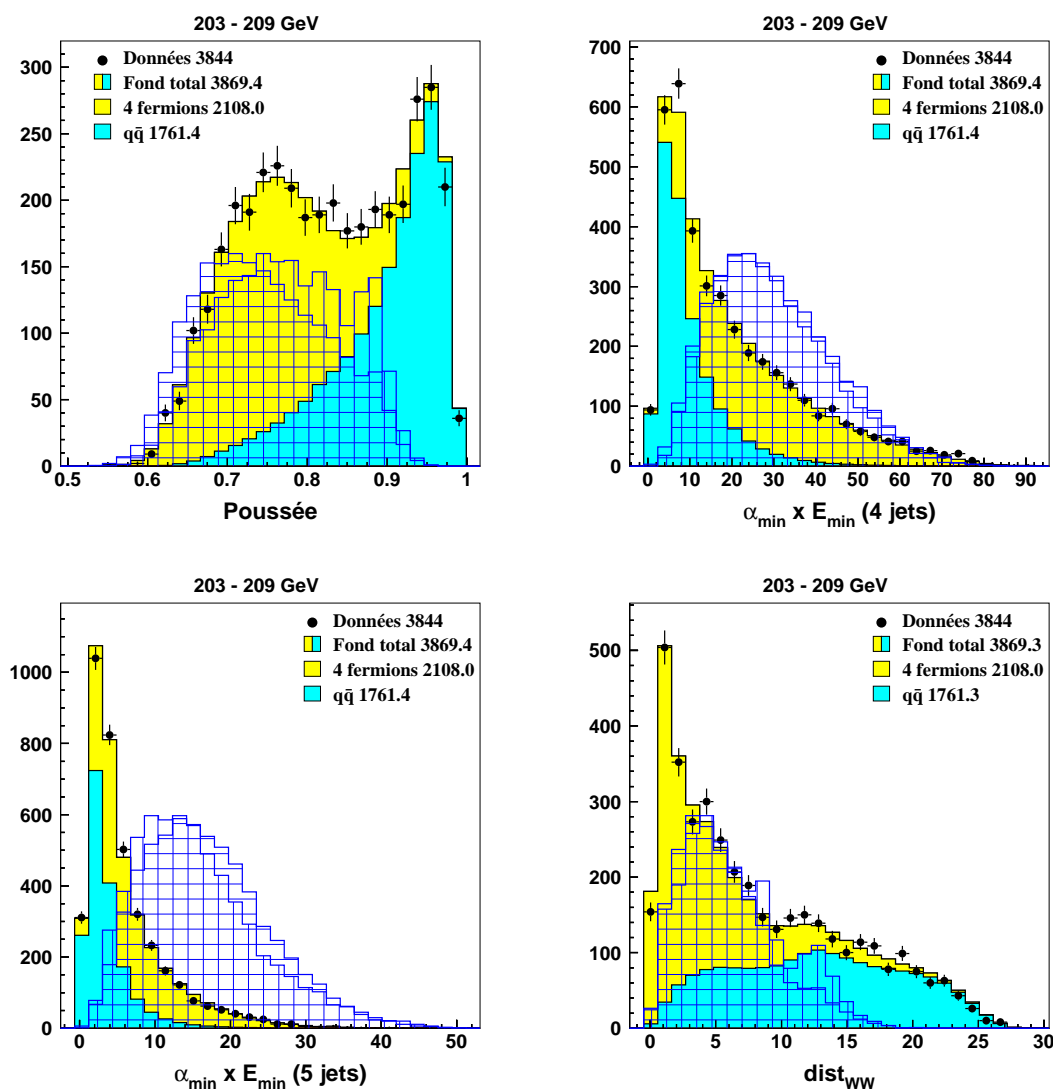 203 - 209 GeV
Données 3844
Fond total 3869.4
4 fermions 2108.0
qq̄ 1761.4
300
250
200
150
100
50
0
0.5 0.6 0.7 0.8 0.9 1
Poussée
203 - 209 GeV
Données 3844
Fond total 3869.4
4 fermions 2108.0
qq̄ 1761.4
700
600
500
400
300
200
100
0
0 10 20 30 40 50 60 70 80 90
α_min x E_min (4 jets)
203 - 209 GeV
Données 3844
Fond total 3869.4
4 fermions 2108.0
qq̄ 1761.4
1000
800
600
400
200
0
0 10 20 30 40 50
α_min x E_min (5 jets)
203 - 209 GeV
Données 3844
Fond total 3869.3
4 fermions 2108.0
qq̄ 1761.3
500
400
300
200
100
0
0 5 10 15 20 25 30
dist_WW